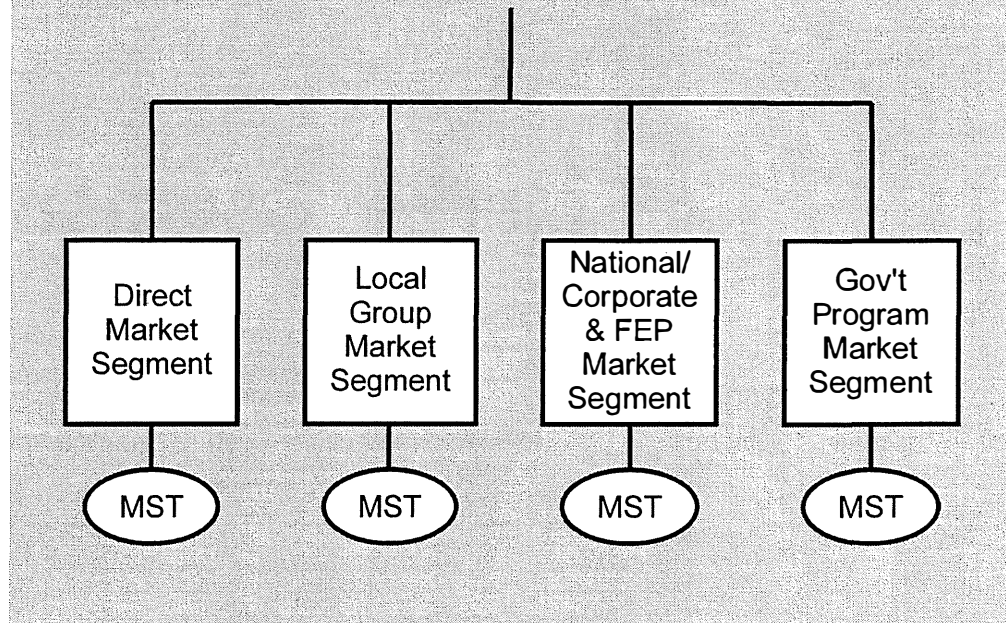 Direct
Market
Segment
Local
Group
Market
Segment
National/
Corporate
& FEP
Market
Segment
Gov't
Program
Market
Segment
MST
MST
MST
MST